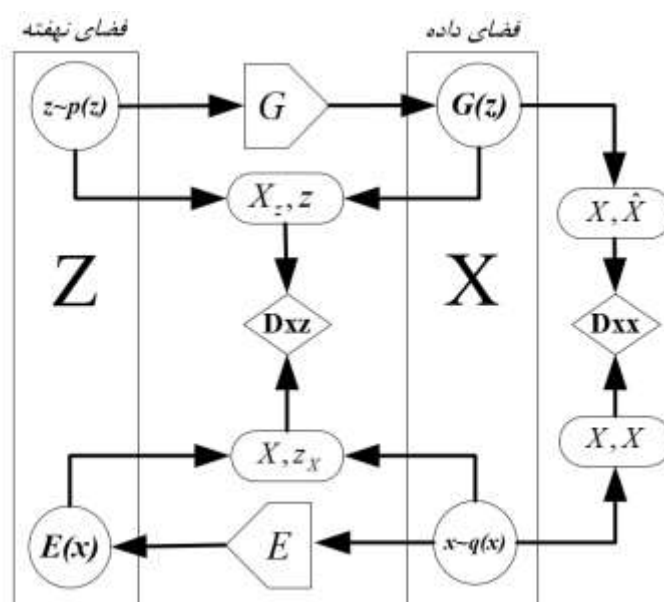 فضای نهفته
فضای داده
z~p(z)
G
G(z)
X_z, z
X, X̂
Z
X
Dxz
Dxx
X, z_X
X, X
E(x)
E
x~q(x)